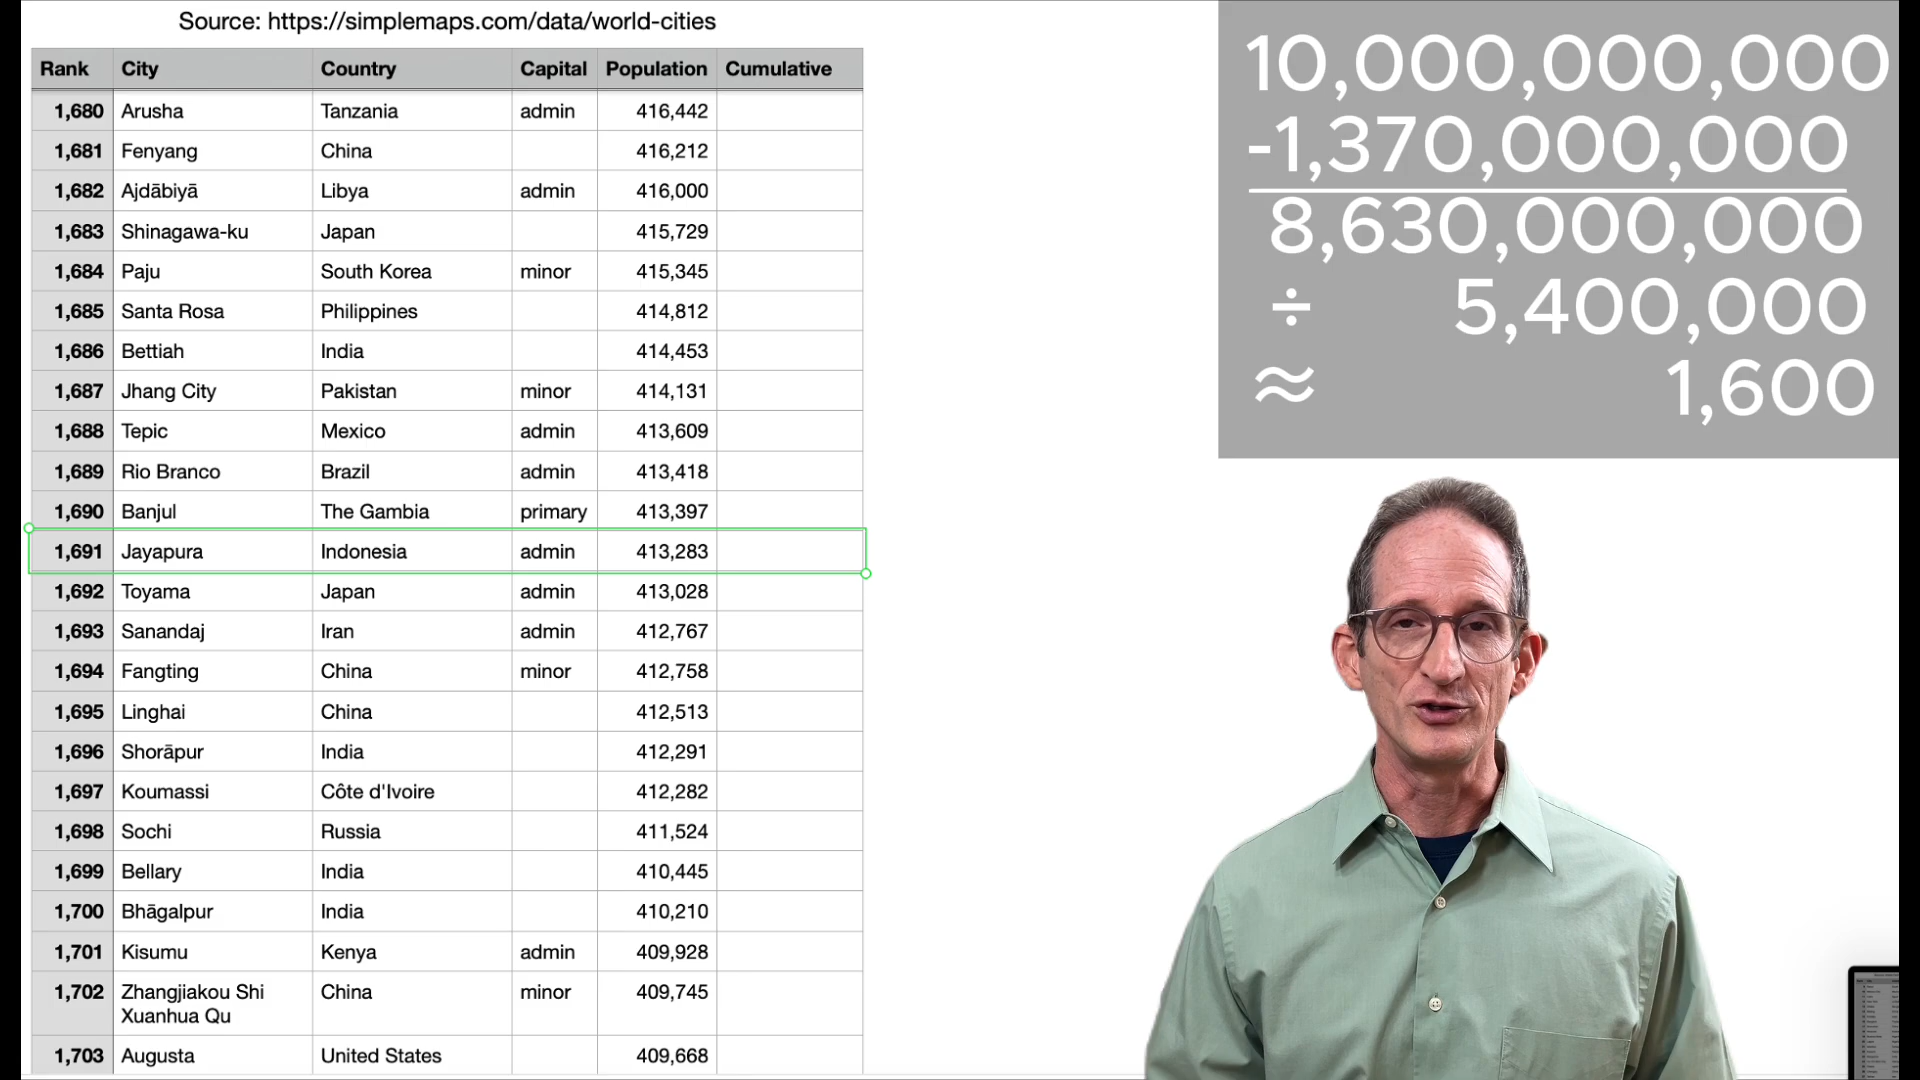 Source: https://simplemaps.com/data/world-cities
Rank City Country Capital Population Cumulative
1,680 Arusha Tanzania admin 416,442
1,681 Fenyang China 416,212
1,682 Ajdābiyā Libya admin 416,000
1,683 Shinagawa-ku Japan 415,729
1,684 Paju South Korea minor 415,345
1,685 Santa Rosa Philippines 414,812
1,686 Bettiah India 414,453
1,687 Jhang City Pakistan minor 414,131
1,688 Tepic Mexico admin 413,609
1,689 Rio Branco Brazil admin 413,418
1,690 Banjul The Gambia primary 413,397
1,691 Jayapura Indonesia admin 413,283
1,692 Toyama Japan admin 413,028
1,693 Sanandaj Iran admin 412,767
1,694 Fangting China minor 412,758
1,695 Linghai China 412,513
1,696 Shorāpur India 412,291
1,697 Koumassi Côte d'Ivoire 412,282
1,698 Sochi Russia 411,524
1,699 Bellary India 410,445
1,700 Bhāgalpur India 410,210
1,701 Kisumu Kenya admin 409,928
1,702 Zhangjiakou Shi China minor 409,745
Xuanhua Qu
1,703 Augusta United States 409,668
10,000,000,000
-1,370,000,000
8,630,000,000
÷ 5,400,000
≈ 1,600